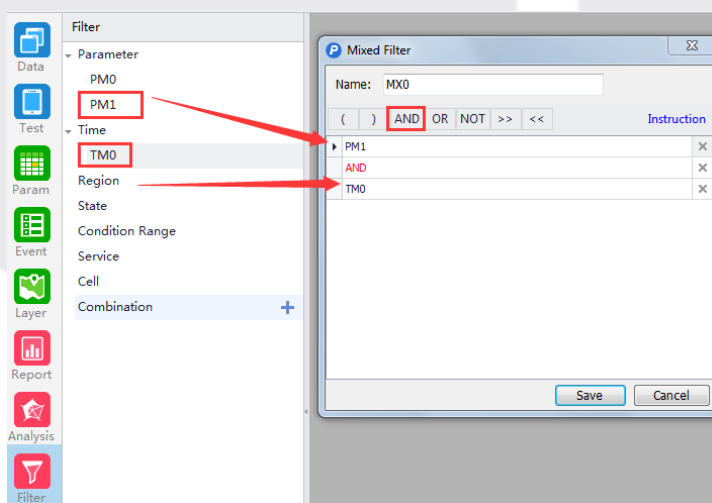 Data
Test
Param
Event
Layer
Report
Analysis
Filter
Filter
Parameter
PM0
PM1
Time
TM0
Region
State
Condition Range
Service
Cell
Combination
Mixed Filter
Name: MX0
( ) AND OR NOT >> << Instruction
PM1
AND
TM0
Save Cancel